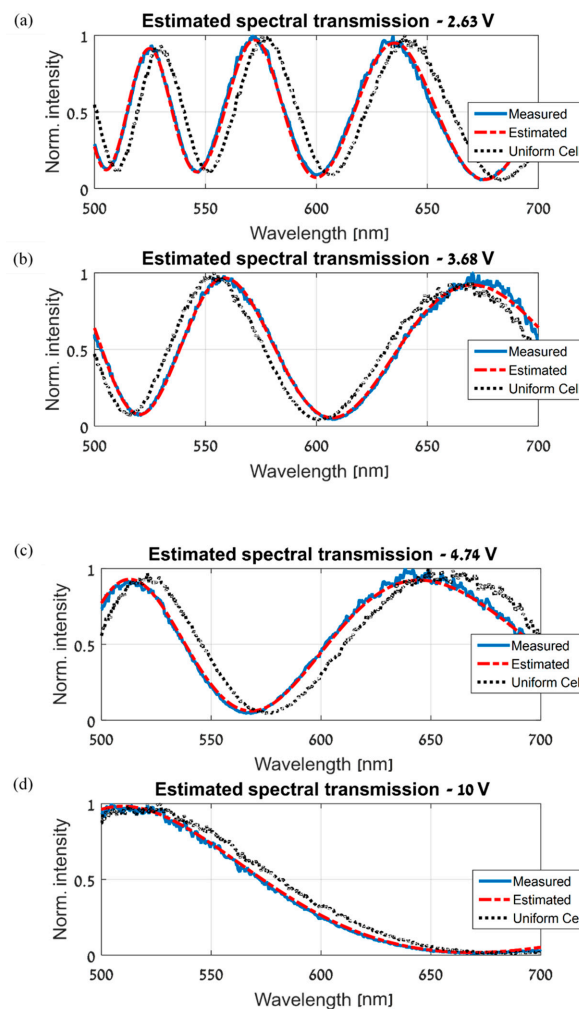 (a)
Estimated spectral transmission - 2.63 V
1
0.5
0
Norm. intensity
Measured
Estimated
Uniform Cel
500 550 600 650 700
Wavelength [nm]
(b)
Estimated spectral transmission - 3.68 V
1
0.5
0
Norm. intensity
Measured
Estimated
Uniform Cel
500 550 600 650 700
Wavelength [nm]
(c)
Estimated spectral transmission - 4.74 V
1
0.5
0
Norm. intensity
Measured
Estimated
Uniform Cel
500 550 600 650 700
Wavelength [nm]
(d)
Estimated spectral transmission - 10 V
1
0.5
0
Norm. intensity
Measured
Estimated
Uniform Ce
500 550 600 650 700
Wavelength [nm]